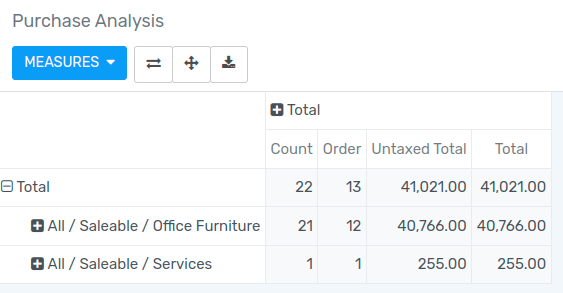 Purchase Analysis
MEASURES
Total
Count Order Untaxed Total Total
Total 22 13 41,021.00 41,021.00
All / Saleable / Office Furniture 21 12 40,766.00 40,766.00
All / Saleable / Services 1 1 255.00 255.00